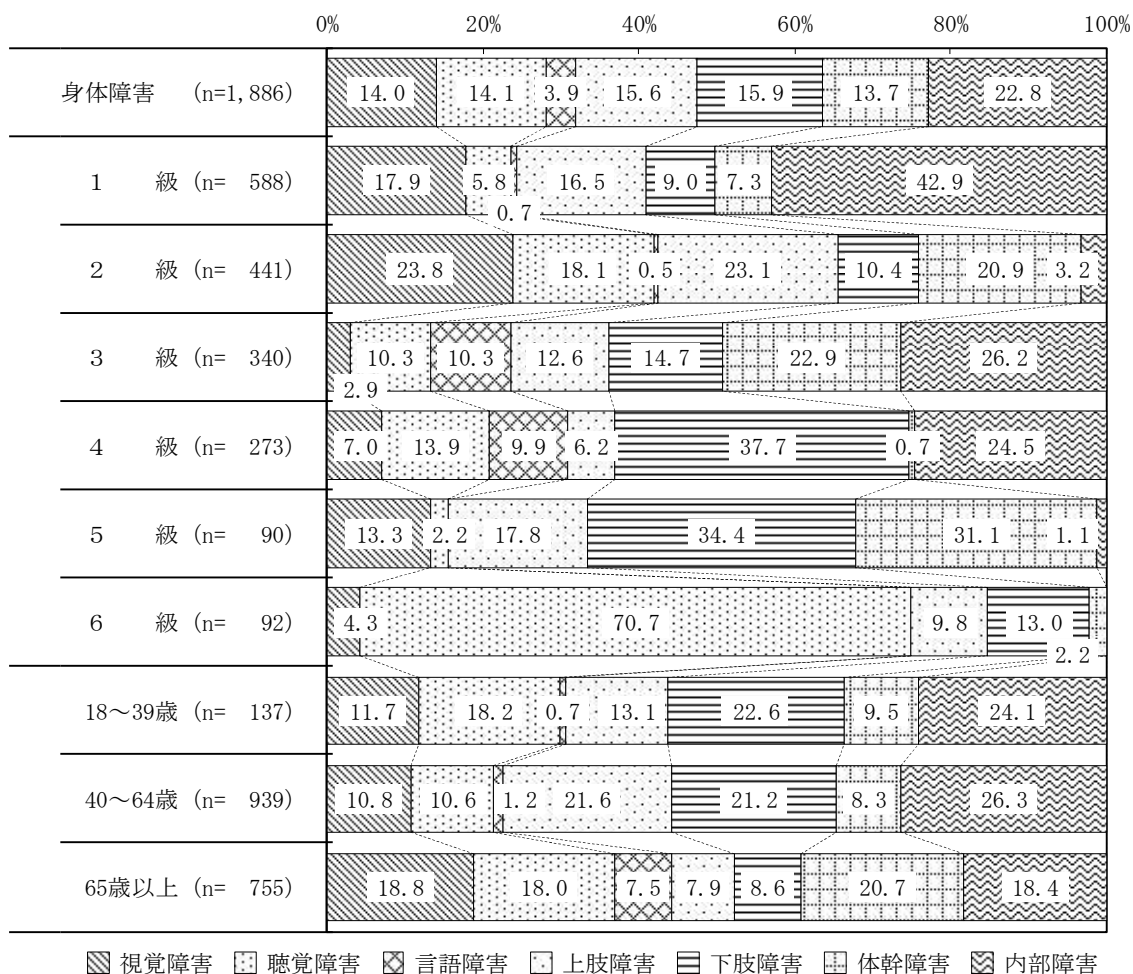 0% 20% 40% 60% 80% 100%
身体障害 (n=1,886) 14.0 14.1 3.9 15.6 15.9 13.7 22.8
1 級 (n= 588) 17.9 5.8 0.7 16.5 9.0 7.3 42.9
2 級 (n= 441) 23.8 18.1 0.5 23.1 10.4 20.9 3.2
3 級 (n= 340) 2.9 10.3 10.3 12.6 14.7 22.9 26.2
4 級 (n= 273) 7.0 13.9 9.9 6.2 37.7 0.7 24.5
5 級 (n= 90) 13.3 2.2 17.8 34.4 31.1 1.1
6 級 (n= 92) 4.3 70.7 9.8 13.0 2.2
18～39歳 (n= 137) 11.7 18.2 0.7 13.1 22.6 9.5 24.1
40～64歳 (n= 939) 10.8 10.6 1.2 21.6 21.2 8.3 26.3
65歳以上 (n= 755) 18.8 18.0 7.5 7.9 8.6 20.7 18.4
視覚障害 聴覚障害 言語障害 上肢障害 下肢障害 体幹障害 内部障害